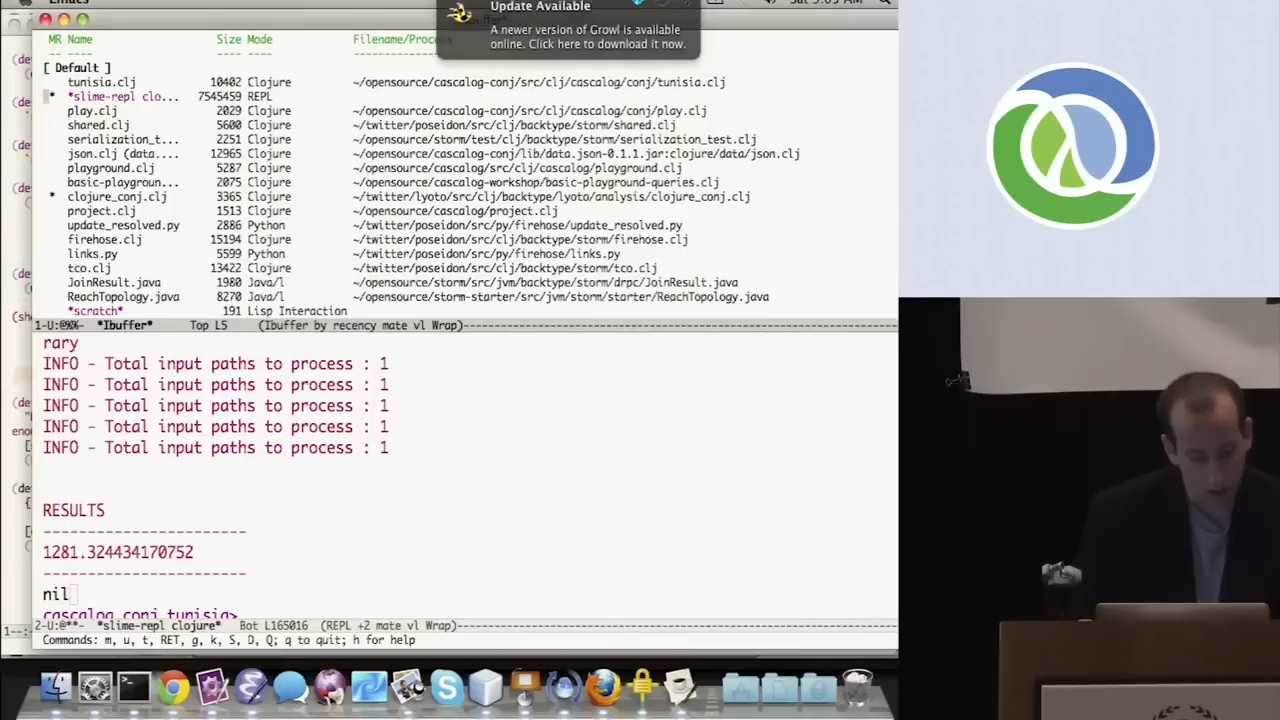 Update Available
A newer version of Growl is available
online. Click here to download it now.
MR Name Size Mode Filename/Process
[ Default ]
tunisia.clj 10402 Clojure ~/opensource/cascalog-conj/src/clj/cascalog/conj/tunisia.clj
* *slime-repl clo... 7545459 REPL
play.clj 2029 Clojure ~/opensource/cascalog-conj/src/clj/cascalog/conj/play.clj
shared.clj 5600 Clojure ~/twitter/poseidon/src/clj/backtype/storm/shared.clj
serialization_t... 2251 Clojure ~/opensource/storm/test/clj/backtype/storm/serialization_test.clj
json.clj (data.... 12965 Clojure ~/opensource/cascalog-conj/lib/data.json-0.1.1.jar:clojure/data/json.clj
playground.clj 5287 Clojure ~/opensource/cascalog/src/clj/cascalog/playground.clj
basic-playgroun... 2075 Clojure ~/opensource/cascalog-workshop/basic-playground-queries.clj
* clojure_conj.clj 3365 Clojure ~/twitter/lyoto/src/clj/backtype/lyoto/analysis/clojure_conj.clj
project.clj 1513 Clojure ~/opensource/cascalog/project.clj
update_resolved.py 2886 Python ~/twitter/poseidon/src/py/firehose/update_resolved.py
firehose.clj 15194 Clojure ~/twitter/poseidon/src/clj/backtype/storm/firehose.clj
links.py 5599 Python ~/twitter/poseidon/src/py/firehose/links.py
tco.clj 13422 Clojure ~/twitter/poseidon/src/clj/backtype/storm/tco.clj
JoinResult.java 1980 Java/l ~/opensource/storm/src/jvm/storm/drpc/JoinResult.java
ReachTopology.java 8270 Java/l ~/opensource/storm-starter/src/jvm/storm/starter/ReachTopology.java
*scratch* 191 Lisp Interaction
1-U:@%%- *Ibuffer* Top L5 (Ibuffer by recency mate vl Wrap)
rary
INFO - Total input paths to process : 1
INFO - Total input paths to process : 1
INFO - Total input paths to process : 1
INFO - Total input paths to process : 1
INFO - Total input paths to process : 1
RESULTS
-----------------------
1281.324434170752
-----------------------
nil
cascalog.conj.tunisia>
2-U:@**- *slime-repl clojure* Bot L165016 (REPL +2 mate vl Wrap)
Commands: m, u, t, RET, g, k, S, D, Q; q to quit; h for help